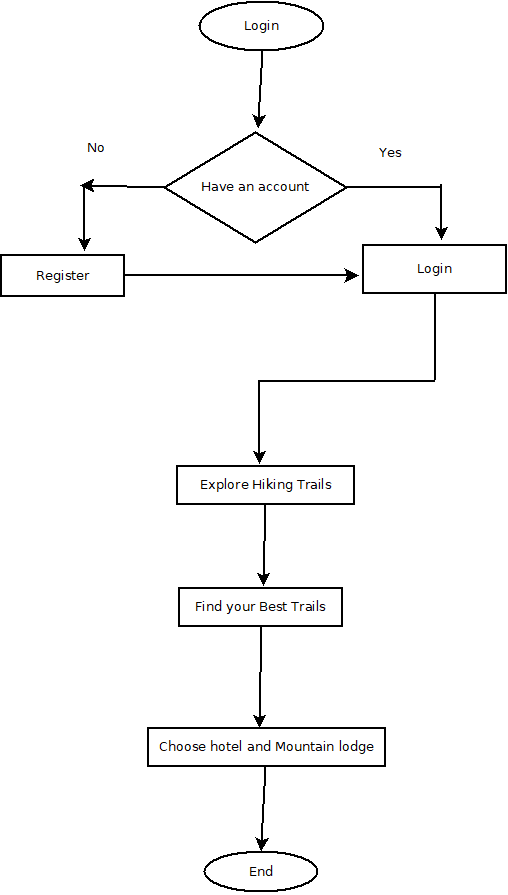 Login
No
Yes
Have an account
Register
Login
Explore Hiking Trails
Find your Best Trails
Choose hotel and Mountain lodge
End